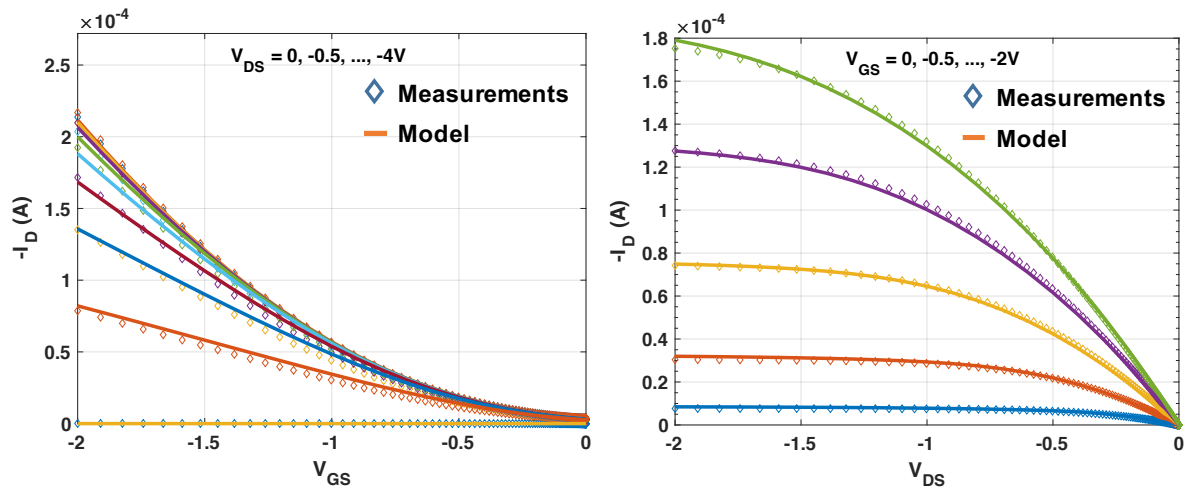 ×10⁻⁴
V_DS = 0, -0.5, ..., -4V
Measurements
Model
2.5
2
1.5
1
0.5
0
-2
-1.5
-1
-0.5
0
-I_D (A)
V_GS
×10⁻⁴
V_GS = 0, -0.5, ..., -2V
Measurements
Model
1.8
1.6
1.4
1.2
1
0.8
0.6
0.4
0.2
0
-2
-1.5
-1
-0.5
0
-I_D (A)
V_DS